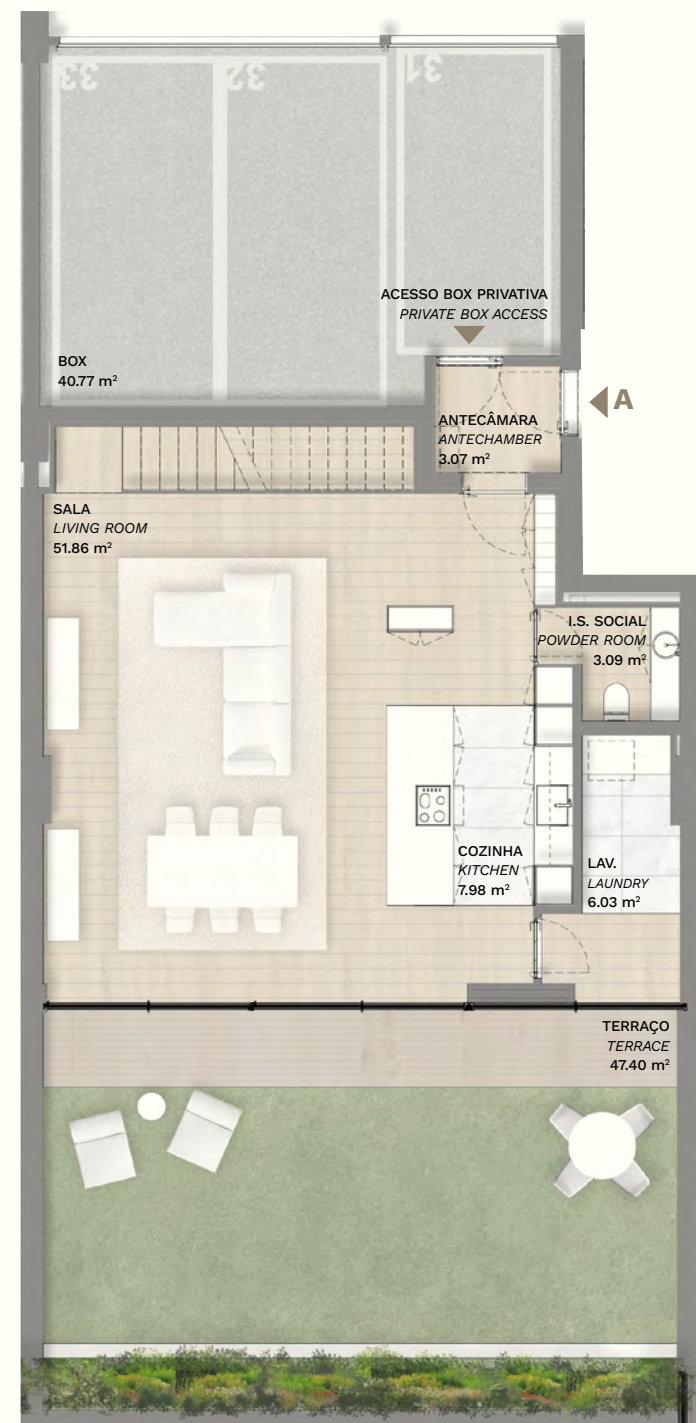 33
32
31
ACESSO BOX PRIVATIVA
PRIVATE BOX ACCESS
BOX
40.77 m²
A
ANTECÂMARA
ANTECHAMBER
3.07 m²
SALA
LIVING ROOM
51.86 m²
I.S. SOCIAL
POWDER ROOM
3.09 m²
COZINHA
KITCHEN
7.98 m²
LAV.
LAUNDRY
6.03 m²
TERRAÇO
TERRACE
47.40 m²